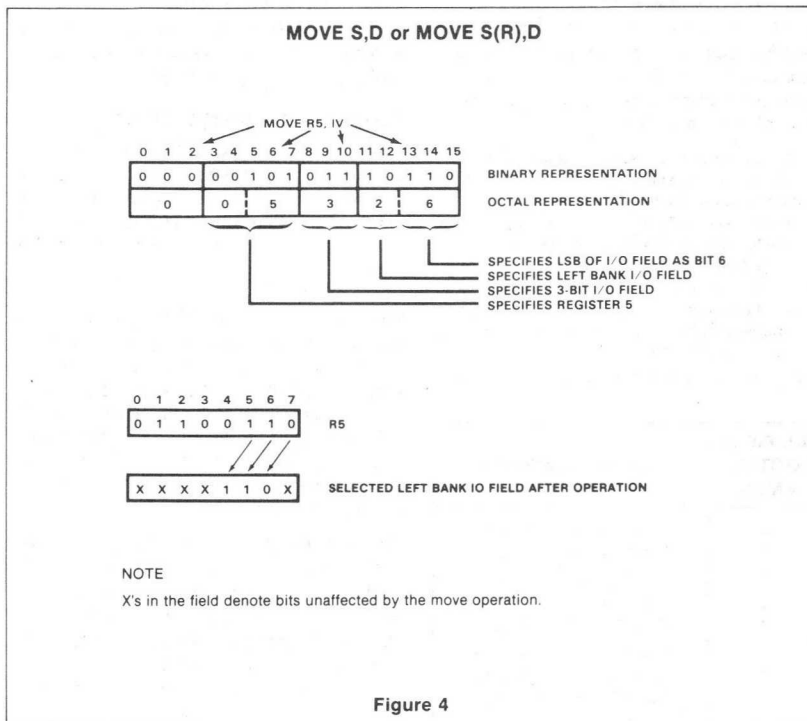 MOVE S,D or MOVE S(R),D
MOVE R5, IV
0 1 2 3 4 5 6 7 8 9 10 11 12 13 14 15
0 0 0 0 0 1 0 1 0 1 1 1 0 1 1 0 BINARY REPRESENTATION
0 0 5 3 2 6 OCTAL REPRESENTATION
SPECIFIES LSB OF I/O FIELD AS BIT 6
SPECIFIES LEFT BANK I/O FIELD
SPECIFIES 3-BIT I/O FIELD
SPECIFIES REGISTER 5
0 1 2 3 4 5 6 7
0 1 1 0 0 1 1 0 R5
X X X X 1 1 0 X SELECTED LEFT BANK IO FIELD AFTER OPERATION
NOTE
X's in the field denote bits unaffected by the move operation.
Figure 4